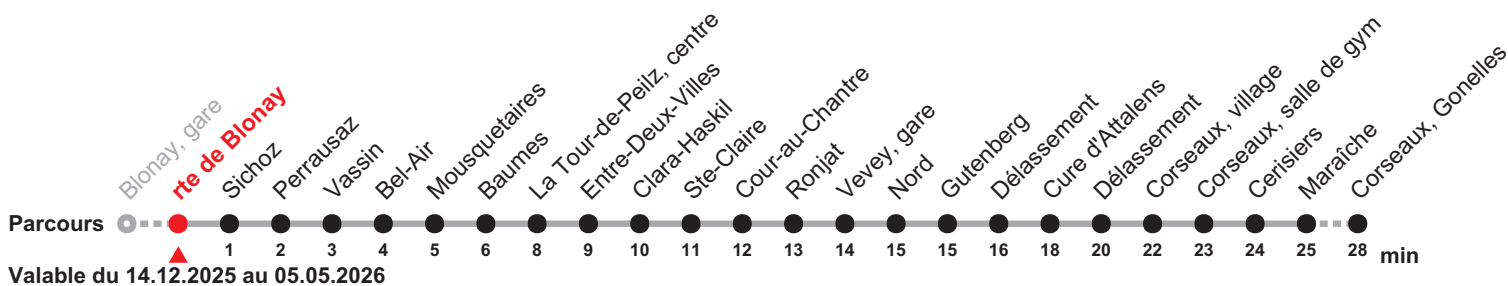 Blonay, gare
rte de Blonay
Sichoz
Perrausaz
Vassin
Bel-Air
Mousquetaires
Baumes
La Tour-de-Peilz, centre
Entre-Deux-Villes
Clara-Haskil
Ste-Claire
Cour-au-Chantre
Ronjat
Vevey, gare
Nord
Gutenberg
Délassement
Cure d'Attalens
Délassement
Corseaux, village
Corseaux, salle de gym
Cerisiers
Maraîche
Corseaux, Gonelles
Parcours
1 2 3 4 5 6 8 9 10 11 12 13 14 15 15 16 18 20 22 23 24 25 28 min
Valable du 14.12.2025 au 05.05.2026